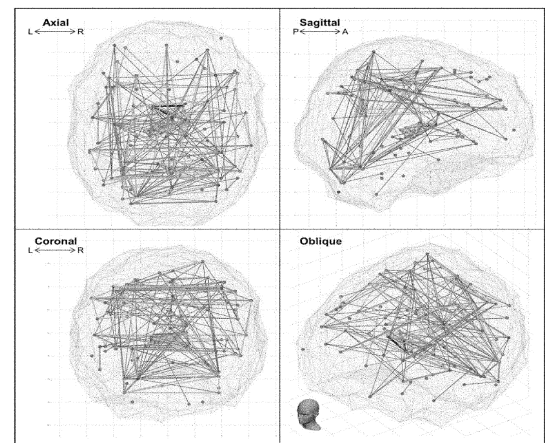 Axial
L R
Sagittal
P A
Coronal
L R
Oblique